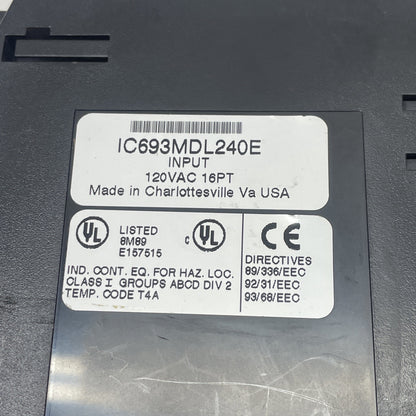 IC693MDL240E
INPUT
120VAC 16PT
Made in Charlottesville Va USA
UL LISTED
8M89
E157515
c UL
CE
DIRECTIVES
89/336/EEC
92/31/EEC
93/68/EEC
IND. CONT. EQ. FOR HAZ. LOC.
CLASS I GROUPS ABCD DIV 2
TEMP. CODE T4A